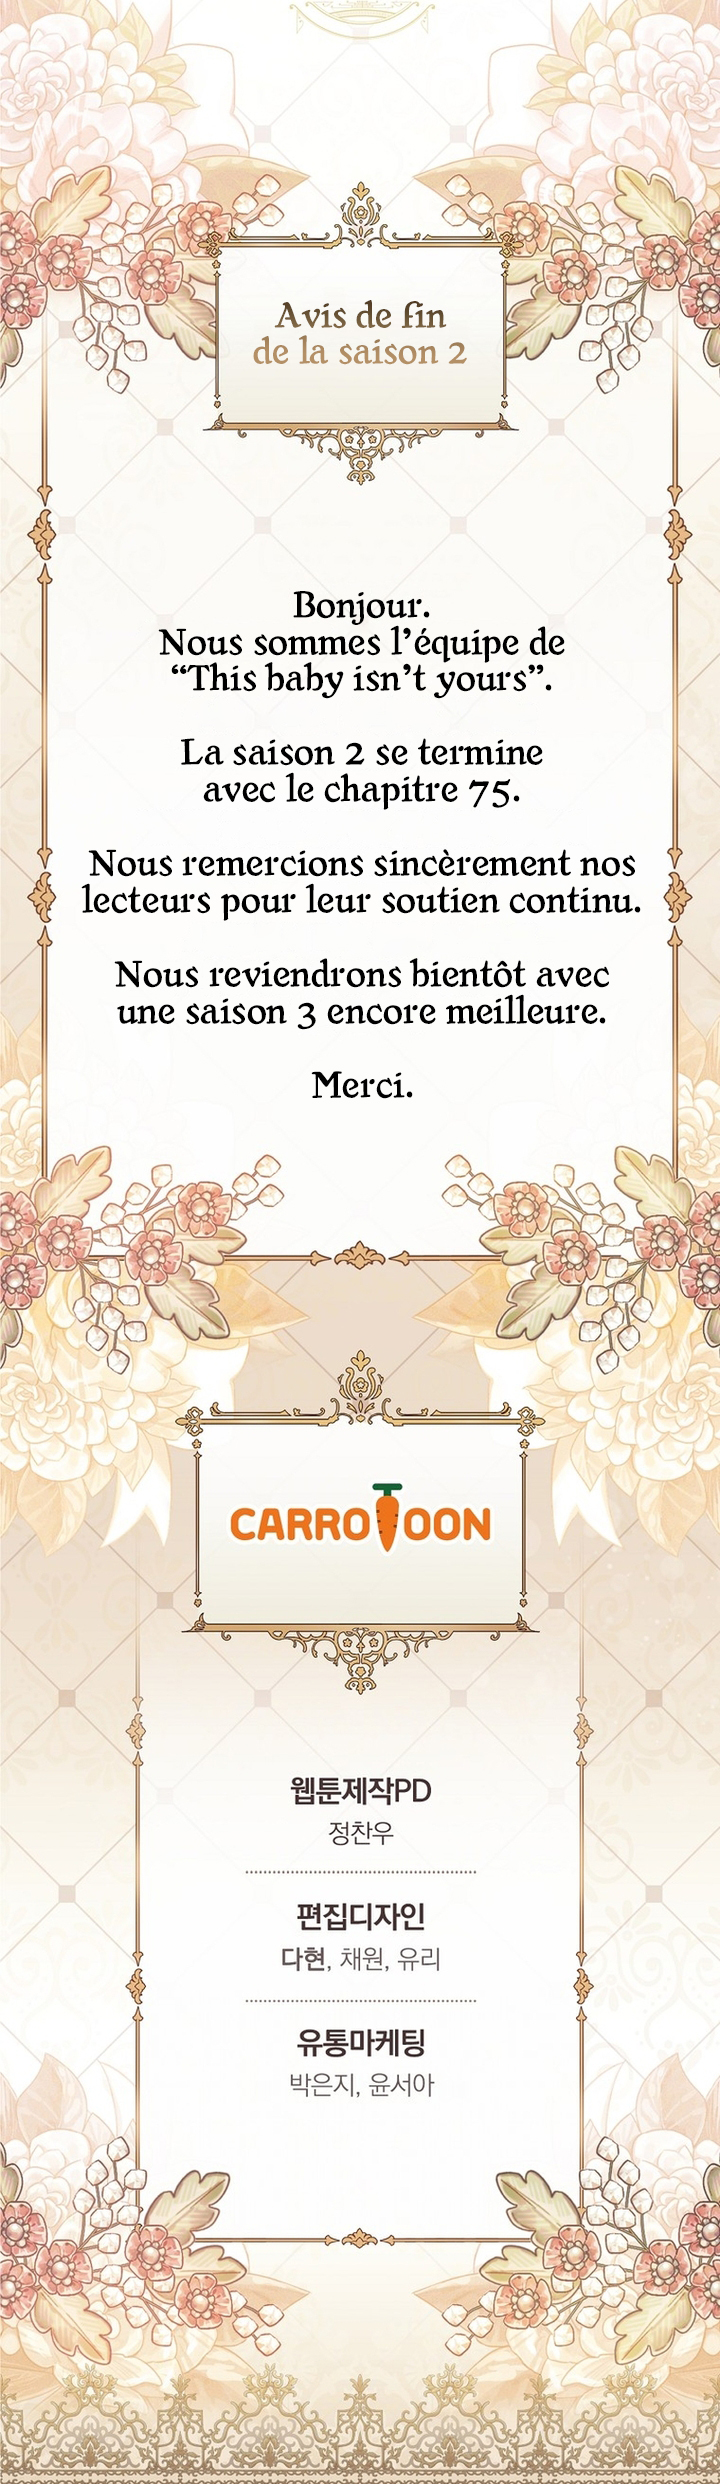 Avis de fin
de la saison 2
Bonjour.
Nous sommes l’équipe de
“This baby isn’t yours”.
La saison 2 se termine
avec le chapitre 75.
Nous remercions sincèrement nos
lecteurs pour leur soutien continu.
Nous reviendrons bientôt avec
une saison 3 encore meilleure.
Merci.
CARROTOON
웹툰제작PD
정찬우
편집디자인
다현, 채원, 유리
유통마케팅
박은지, 윤서아